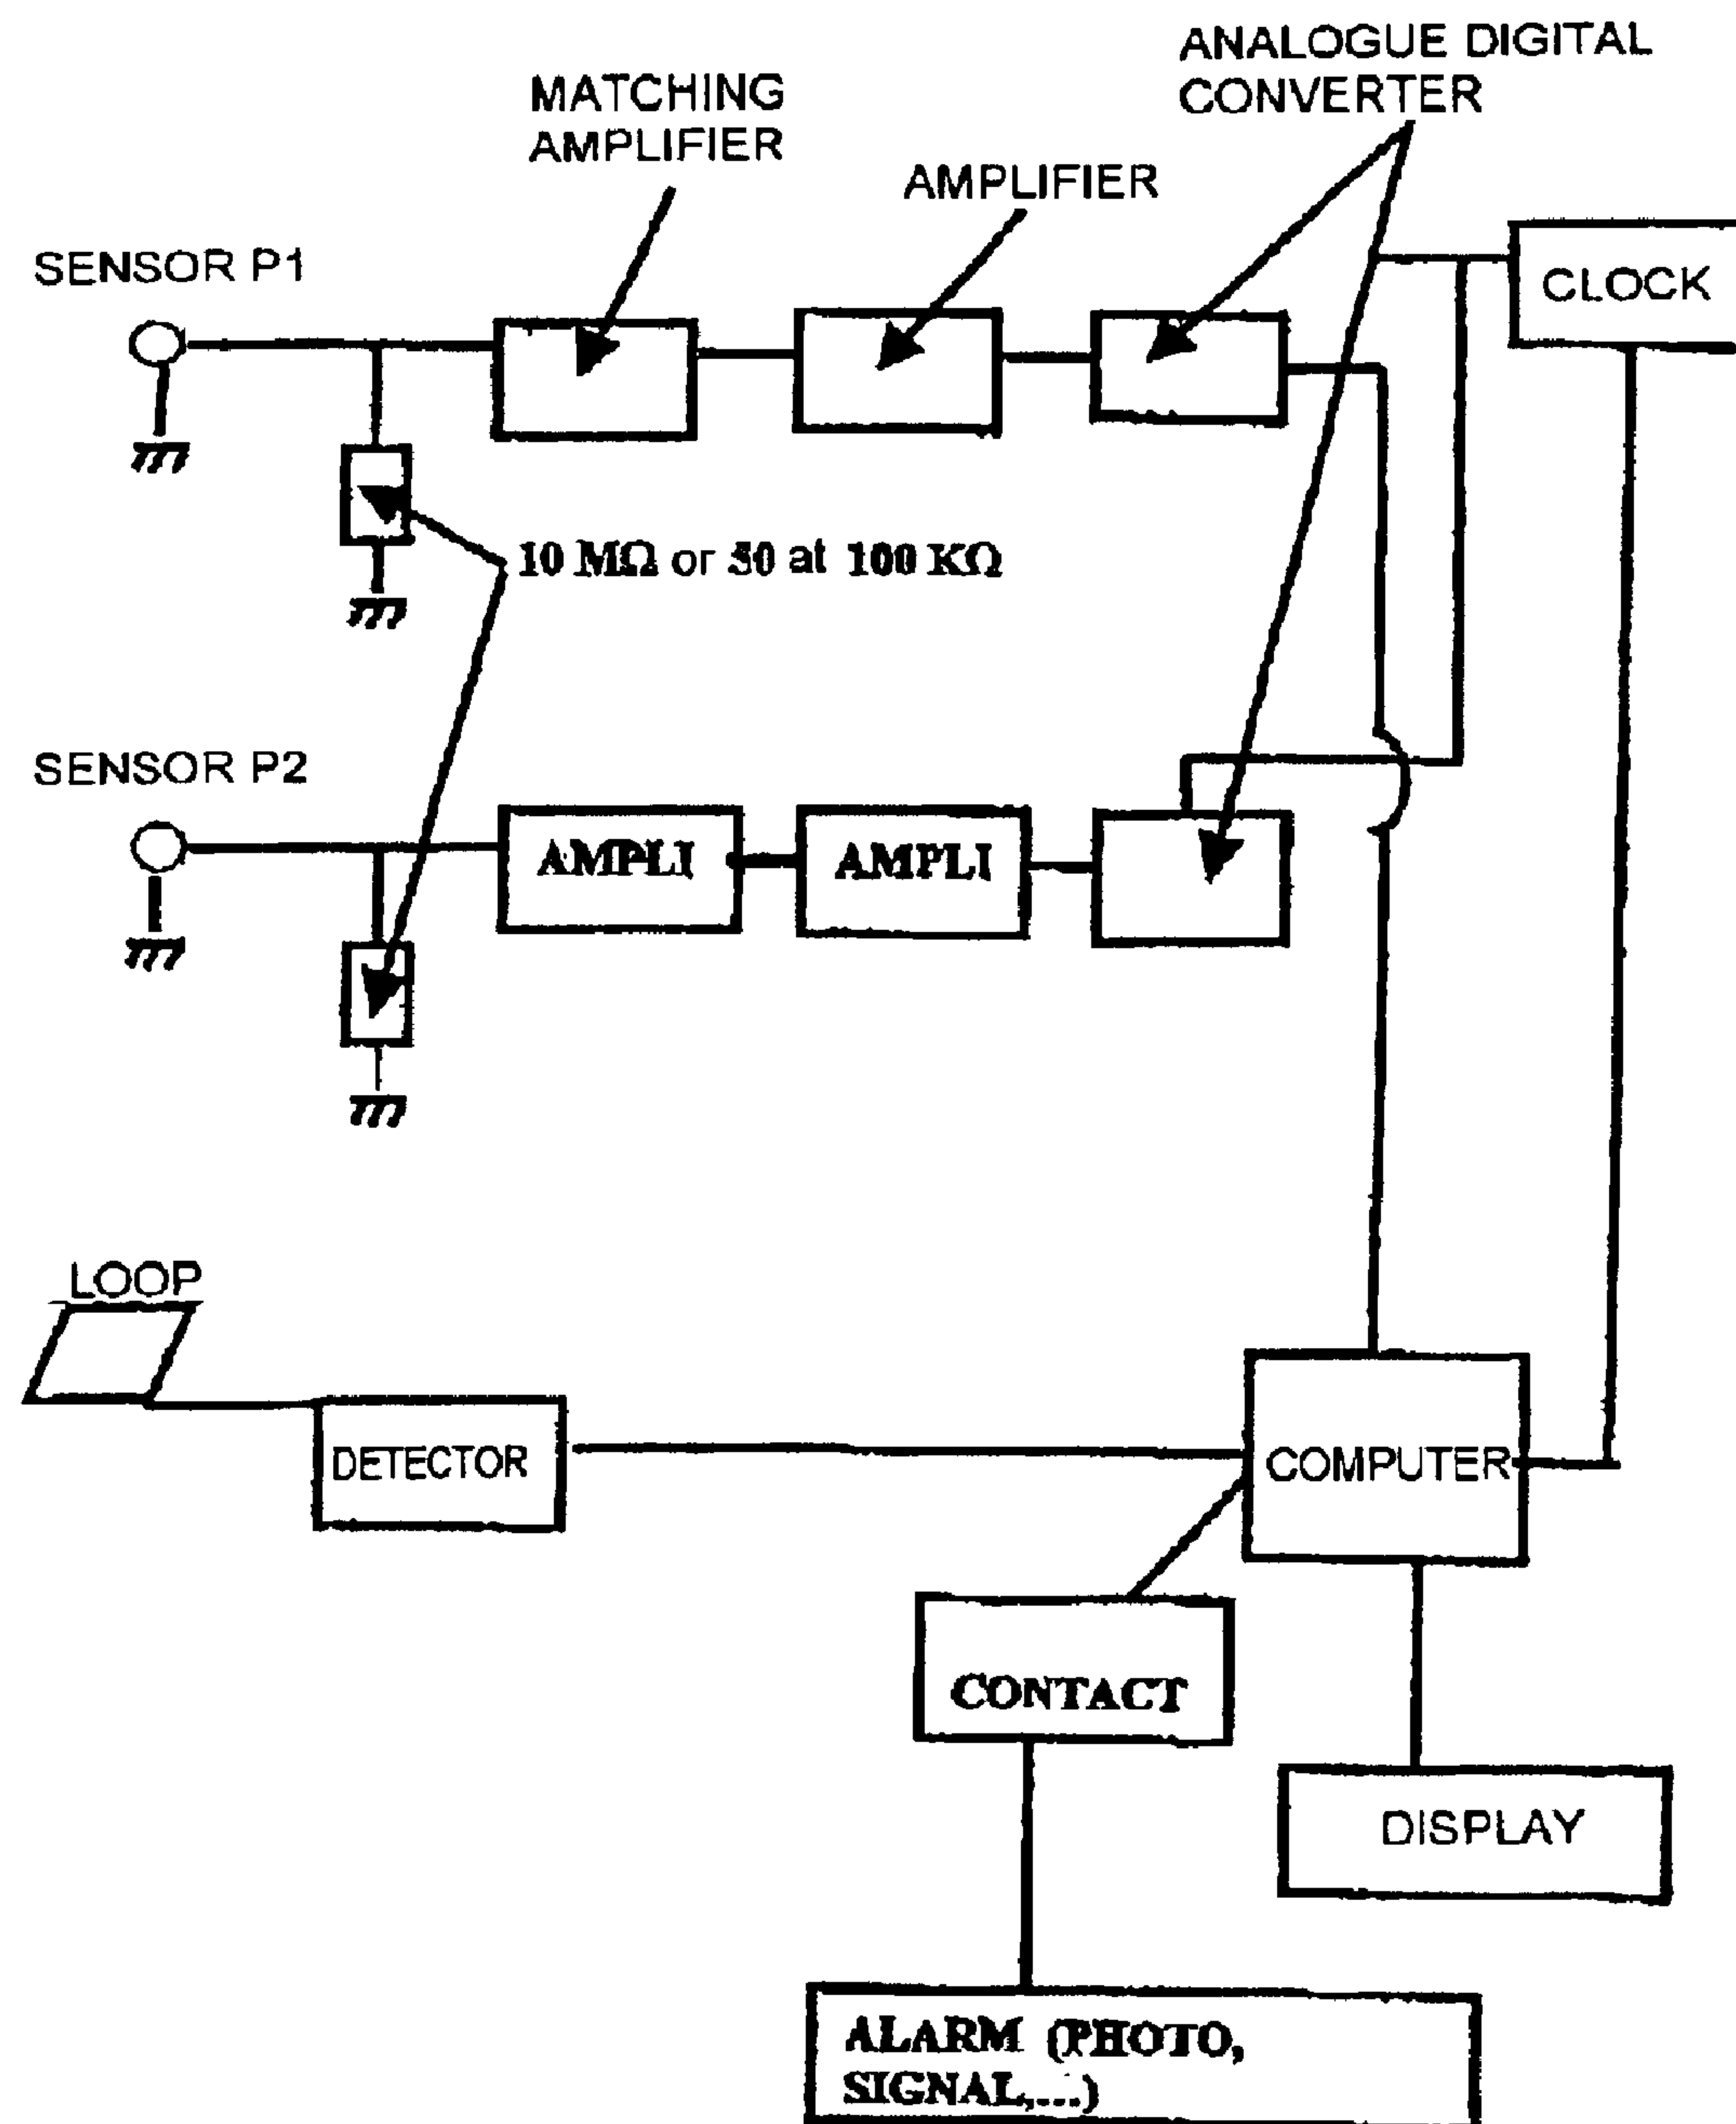 ANALOGUE DIGITAL
CONVERTER
MATCHING
AMPLIFIER
AMPLIFIER
SENSOR P1
CLOCK
10 MΩ or 50 at 100 KΩ
SENSOR P2
AMPLI
AMPLI
LOOP
DETECTOR
COMPUTER
CONTACT
DISPLAY
ALARM (PHOTO,
SIGNAL,...)